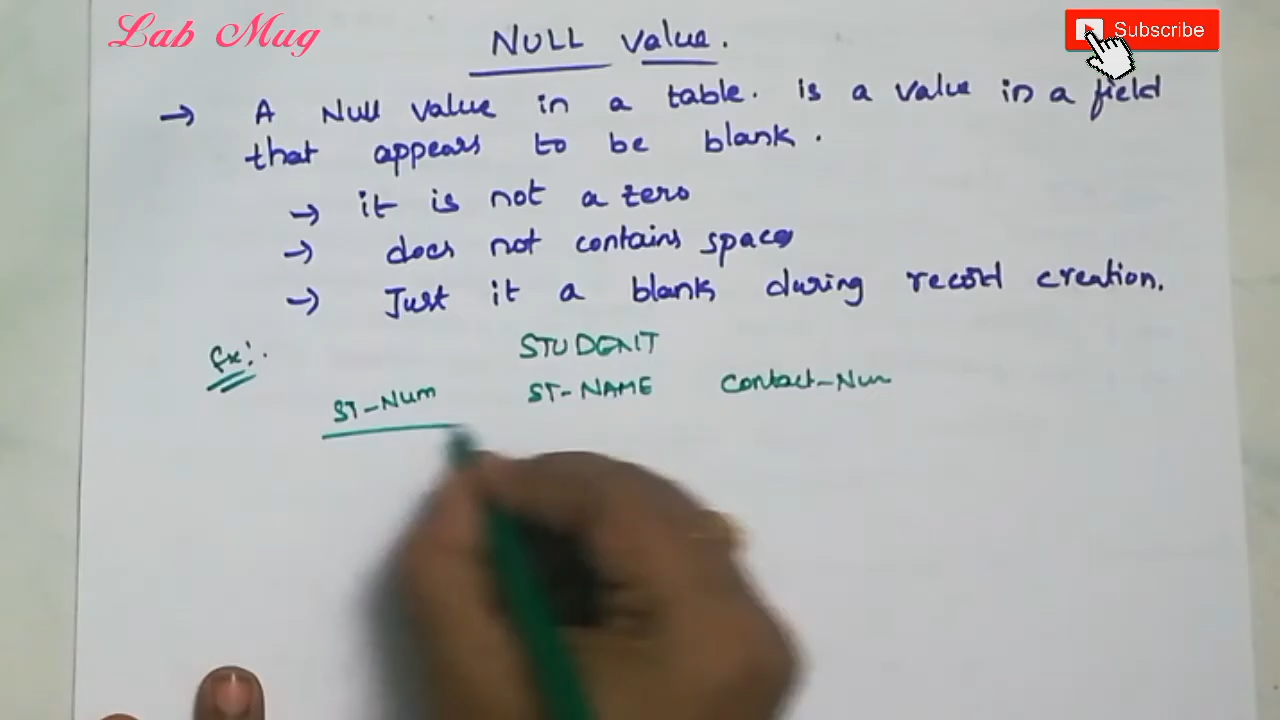 Lab Mug
Subscribe
NULL value.
→ A Null value in a table. is a value in a field
that appears to be blank.
→ it is not a zero
→ does not contains space
→ Just it a blank during record creation.
Ex:.
STUDENT
ST-Num ST-NAME Contact-Num